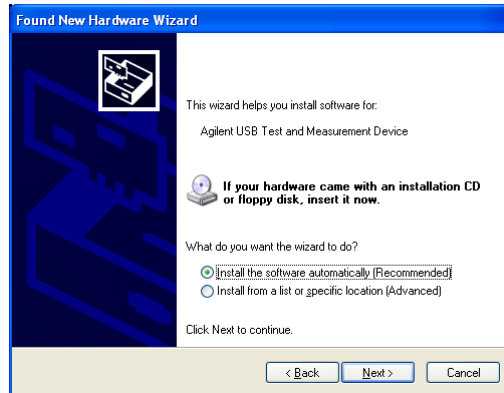 Found New Hardware Wizard
This wizard helps you install software for:
Agilent USB Test and Measurement Device
If your hardware came with an installation CD
or floppy disk, insert it now.
What do you want the wizard to do?
Install the software automatically (Recommended)
Install from a list or specific location (Advanced)
Click Next to continue.
< Back
Next >
Cancel